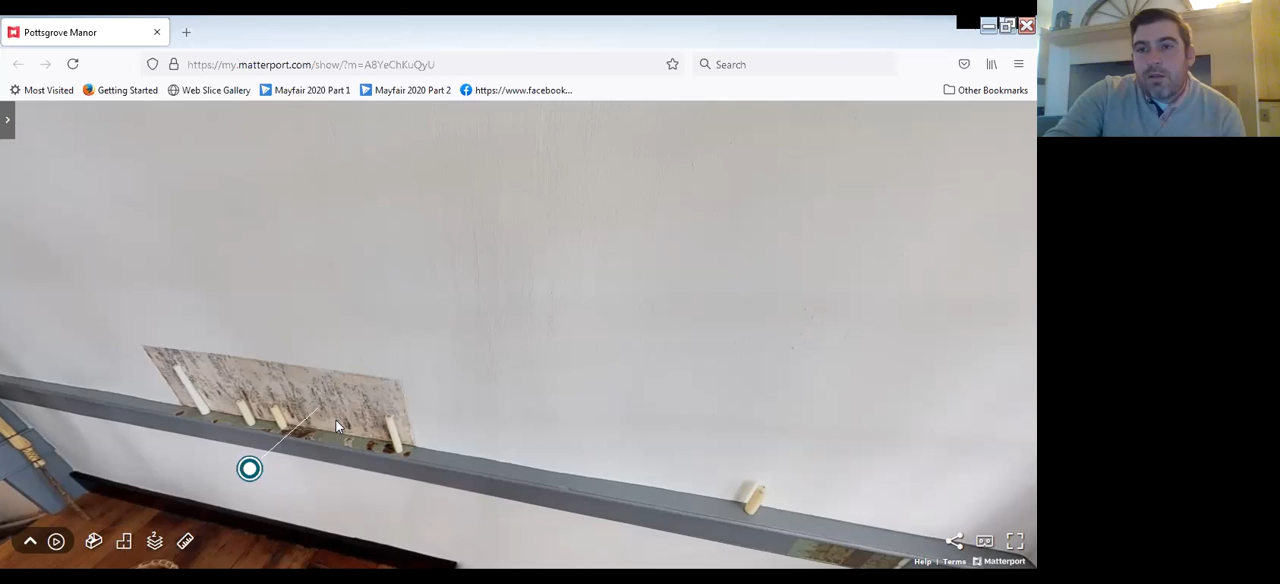 Pottsgrove Manor
https://my.matterport.com/show/?m=A8YeChKuQyU
Search
Most Visited
Getting Started
Web Slice Gallery
Mayfair 2020 Part 1
Mayfair 2020 Part 2
https://www.facebook...
Other Bookmarks
2
Help | Terms
Matterport